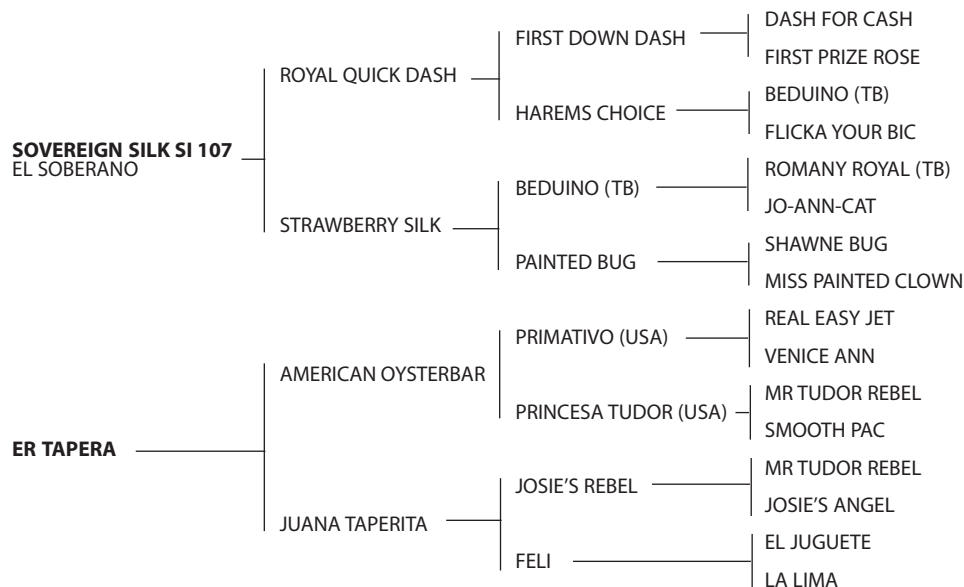 DASH FOR CASH
FIRST DOWN DASH
FIRST PRIZE ROSE
ROYAL QUICK DASH
BEDUINO (TB)
HAREMS CHOICE
FLICKA YOUR BIC
SOVEREIGN SILK SI 107
EL SOBERANO
ROMANY ROYAL (TB)
BEDUINO (TB)
JO-ANN-CAT
STRAWBERRY SILK
SHAWNE BUG
PAINTED BUG
MISS PAINTED CLOWN
REAL EASY JET
PRIMATIVO (USA)
VENICE ANN
AMERICAN OYSTERBAR
MR TUDOR REBEL
PRINCESA TUDOR (USA)
SMOOTH PAC
ER TAPERA
MR TUDOR REBEL
JOSIE'S REBEL
JOSIE'S ANGEL
JUANA TAPERITA
EL JUGUETE
FELI
LA LIMA